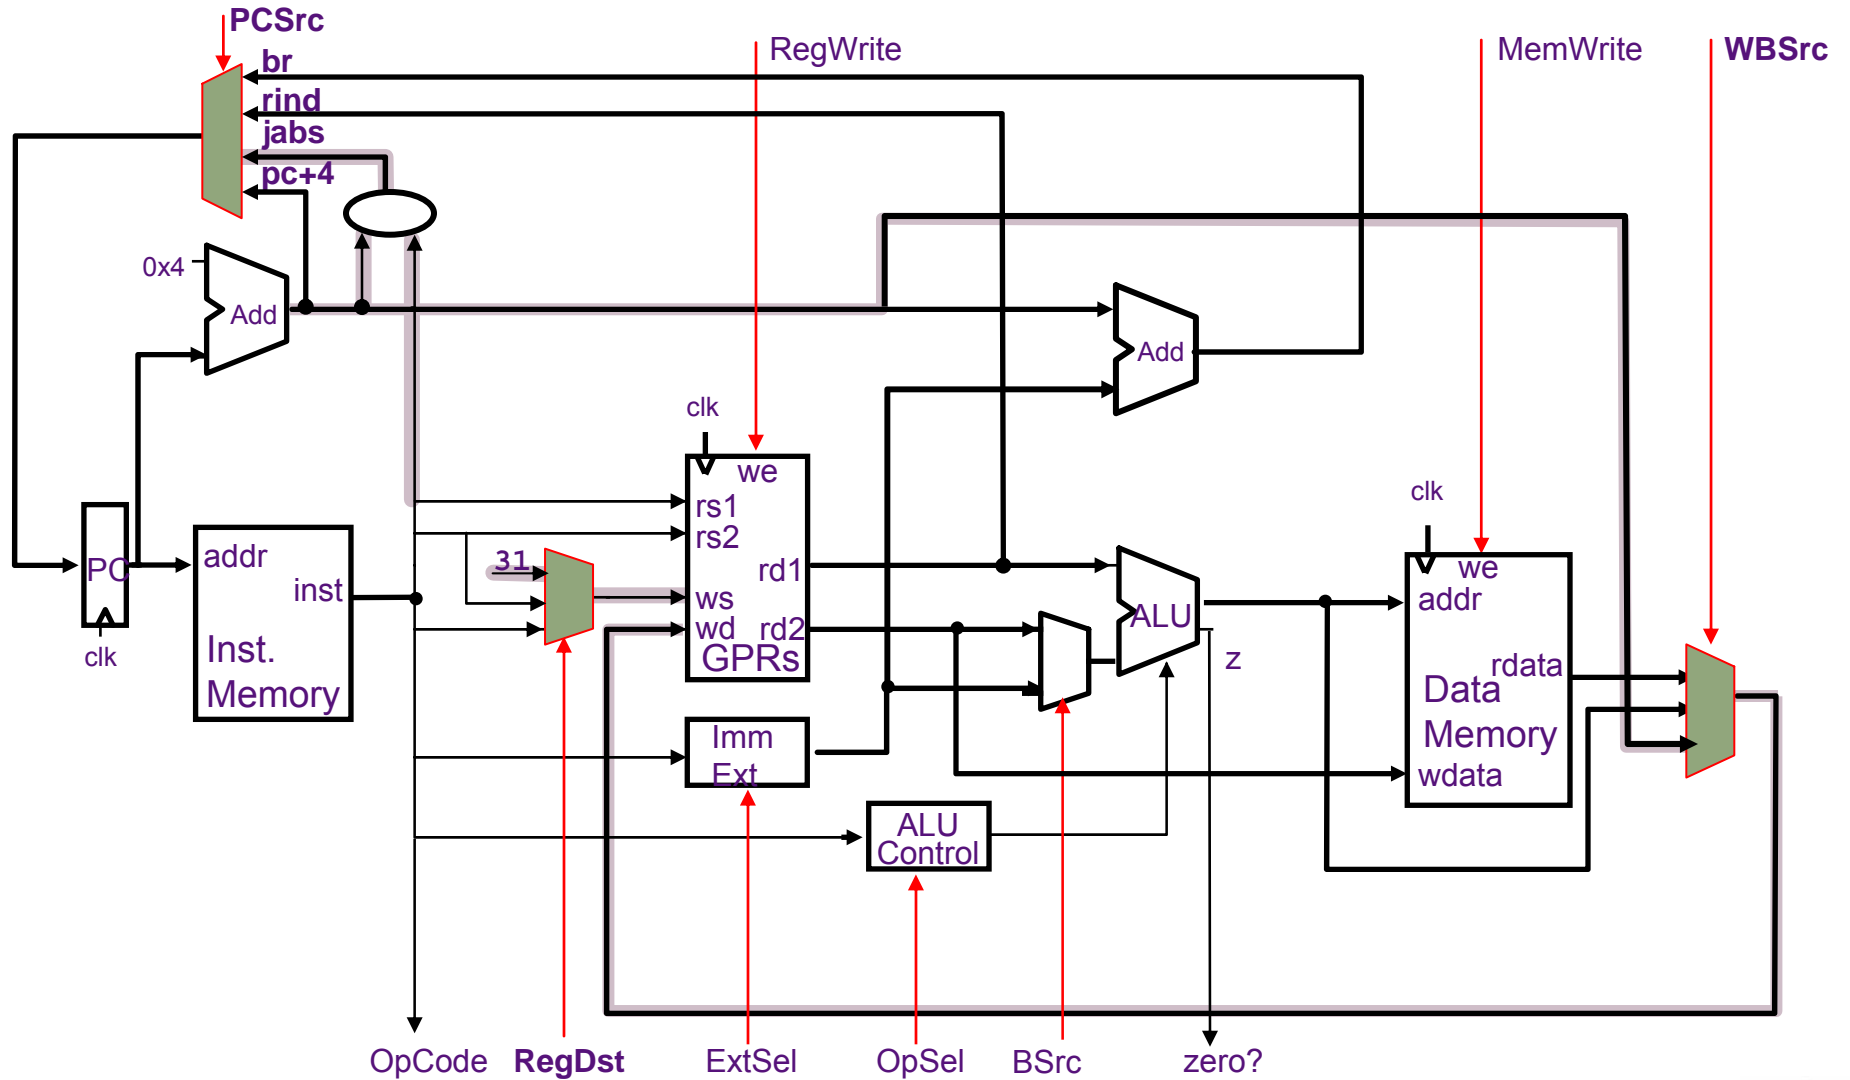 PCSrc
br
RegWrite
MemWrite
WBSrc
rind
jabs
pc+4
0x4
Add
Add
clk
we
rs1
rs2
clk
PC
addr
inst
31
rd1
ws
wd
rd2
GPRs
ALU
z
we
addr
rdata
Data
Memory
wdata
clk
Inst.
Memory
Imm
Ext
ALU
Control
OpCode
RegDst
ExtSel
OpSel
BSrc
zero?